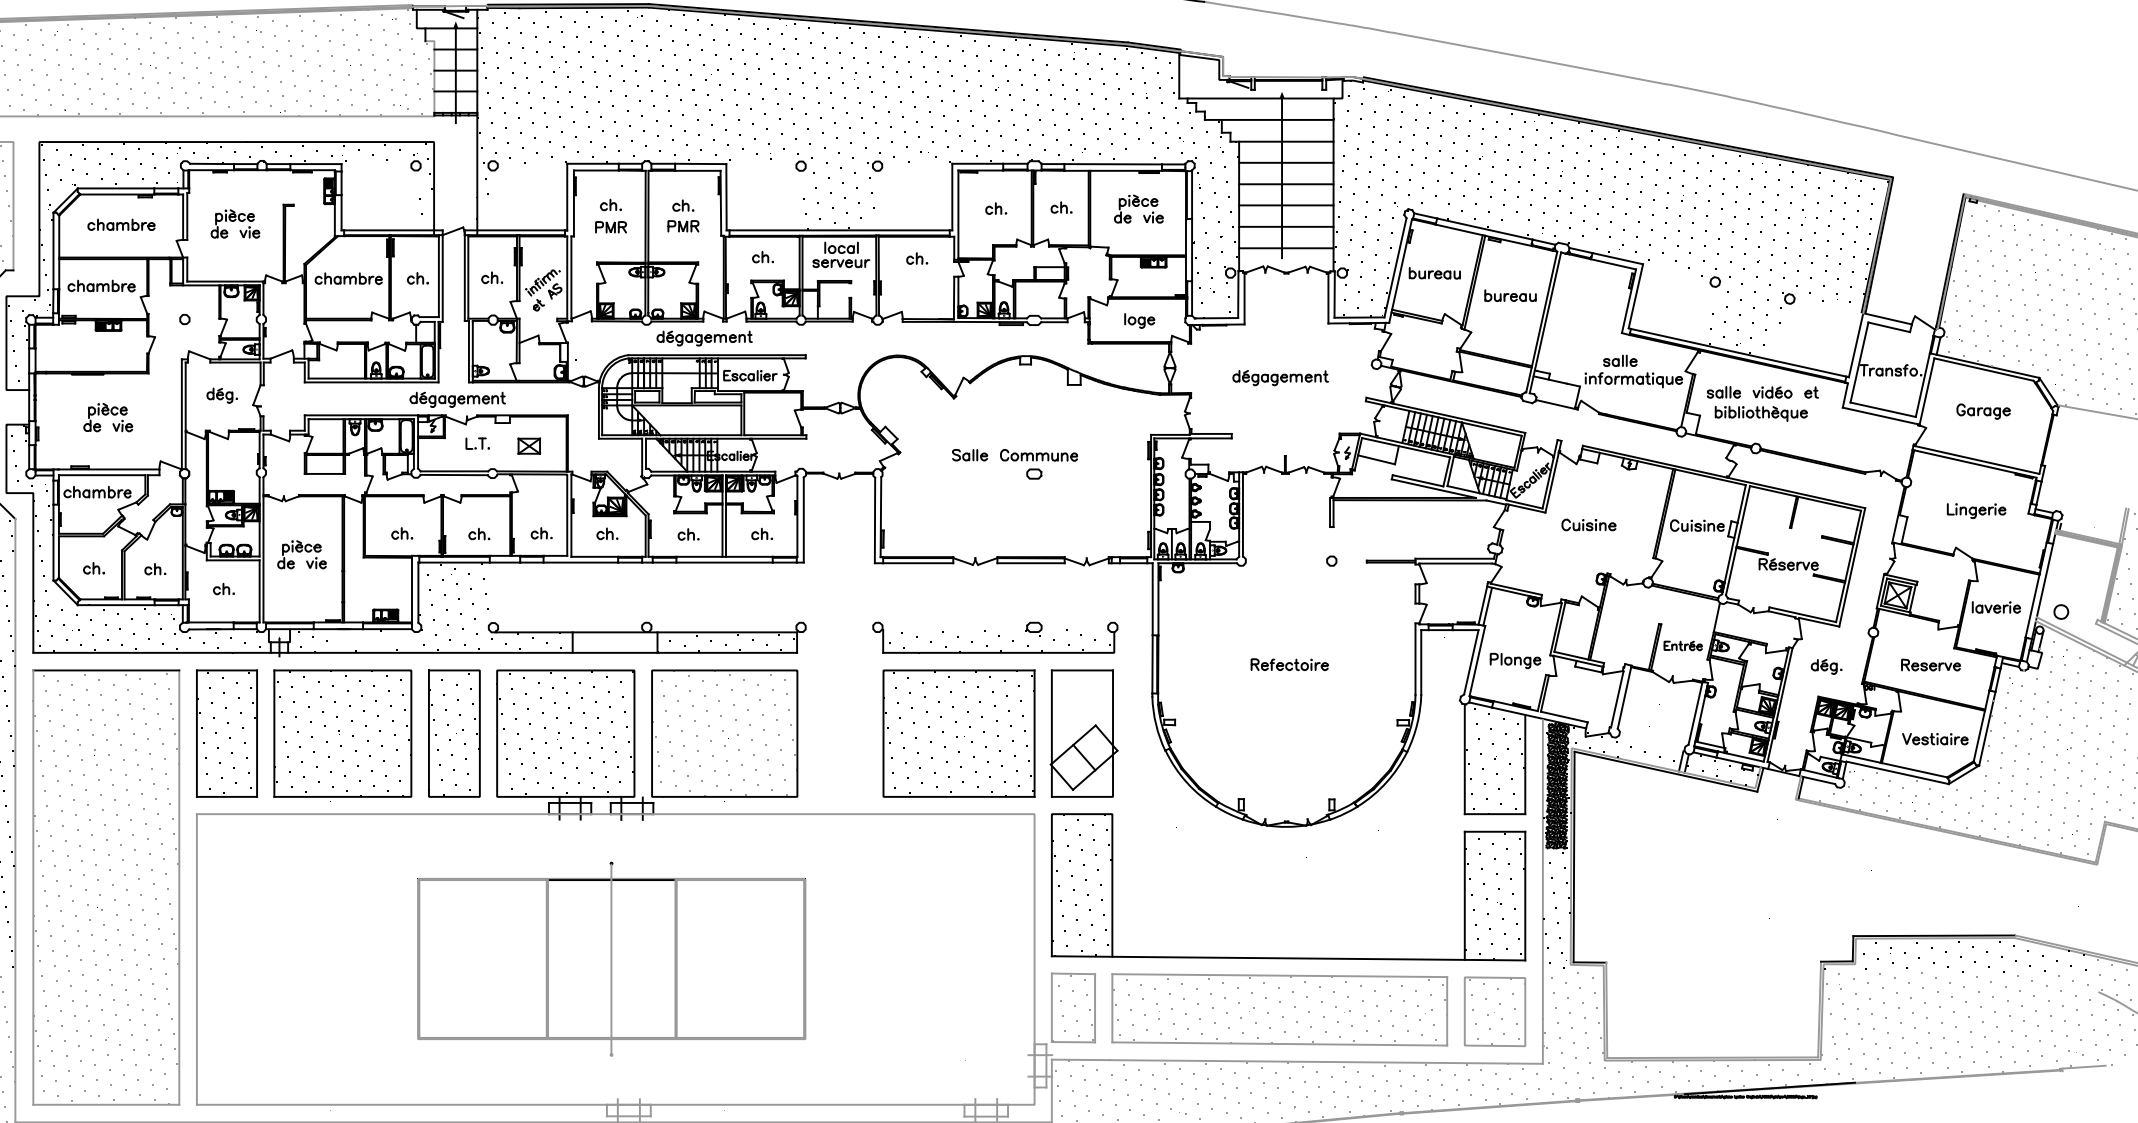 chambre
pièce
de vie
chambre
chambre
ch.
ch.
infirm.
et AS
ch.
PMR
ch.
PMR
ch.
local
serveur
ch.
ch.
ch.
pièce
de vie
loge
dégagement
Escalier
dégagement
dég.
pièce
de vie
L.T.
Escalier
Salle Commune
dégagement
bureau
bureau
salle
informatique
salle vidéo et
bibliothèque
Transfo.
Garage
Escalier
Lingerie
Cuisine
Cuisine
Réserve
laverie
chambre
ch.
ch.
ch.
pièce
de vie
ch.
ch.
ch.
ch.
ch.
ch.
Refectoire
Plonge
Entrée
dég.
Reserve
Vestiaire